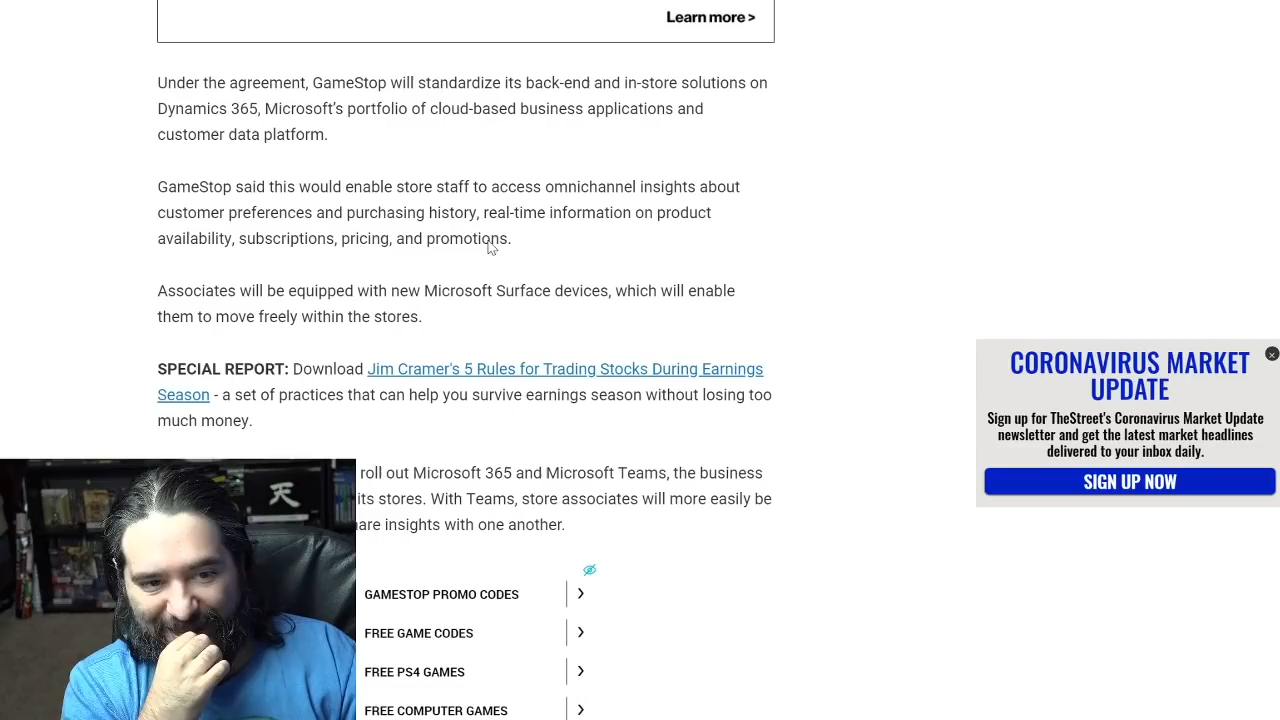 Learn more >
Under the agreement, GameStop will standardize its back-end and in-store solutions on
Dynamics 365, Microsoft's portfolio of cloud-based business applications and
customer data platform.
GameStop said this would enable store staff to access omnichannel insights about
customer preferences and purchasing history, real-time information on product
availability, subscriptions, pricing, and promotions.
Associates will be equipped with new Microsoft Surface devices, which will enable
them to move freely within the stores.
SPECIAL REPORT: Download Jim Cramer's 5 Rules for Trading Stocks During Earnings
Season - a set of practices that can help you survive earnings season without losing too
much money.
roll out Microsoft 365 and Microsoft Teams, the business
its stores. With Teams, store associates will more easily be
are insights with one another.
GAMESTOP PROMO CODES
FREE GAME CODES
FREE PS4 GAMES
FREE COMPUTER GAMES
CORONAVIRUS MARKET
UPDATE
Sign up for TheStreet's Coronavirus Market Update
newsletter and get the latest market headlines
delivered to your inbox daily.
SIGN UP NOW
天